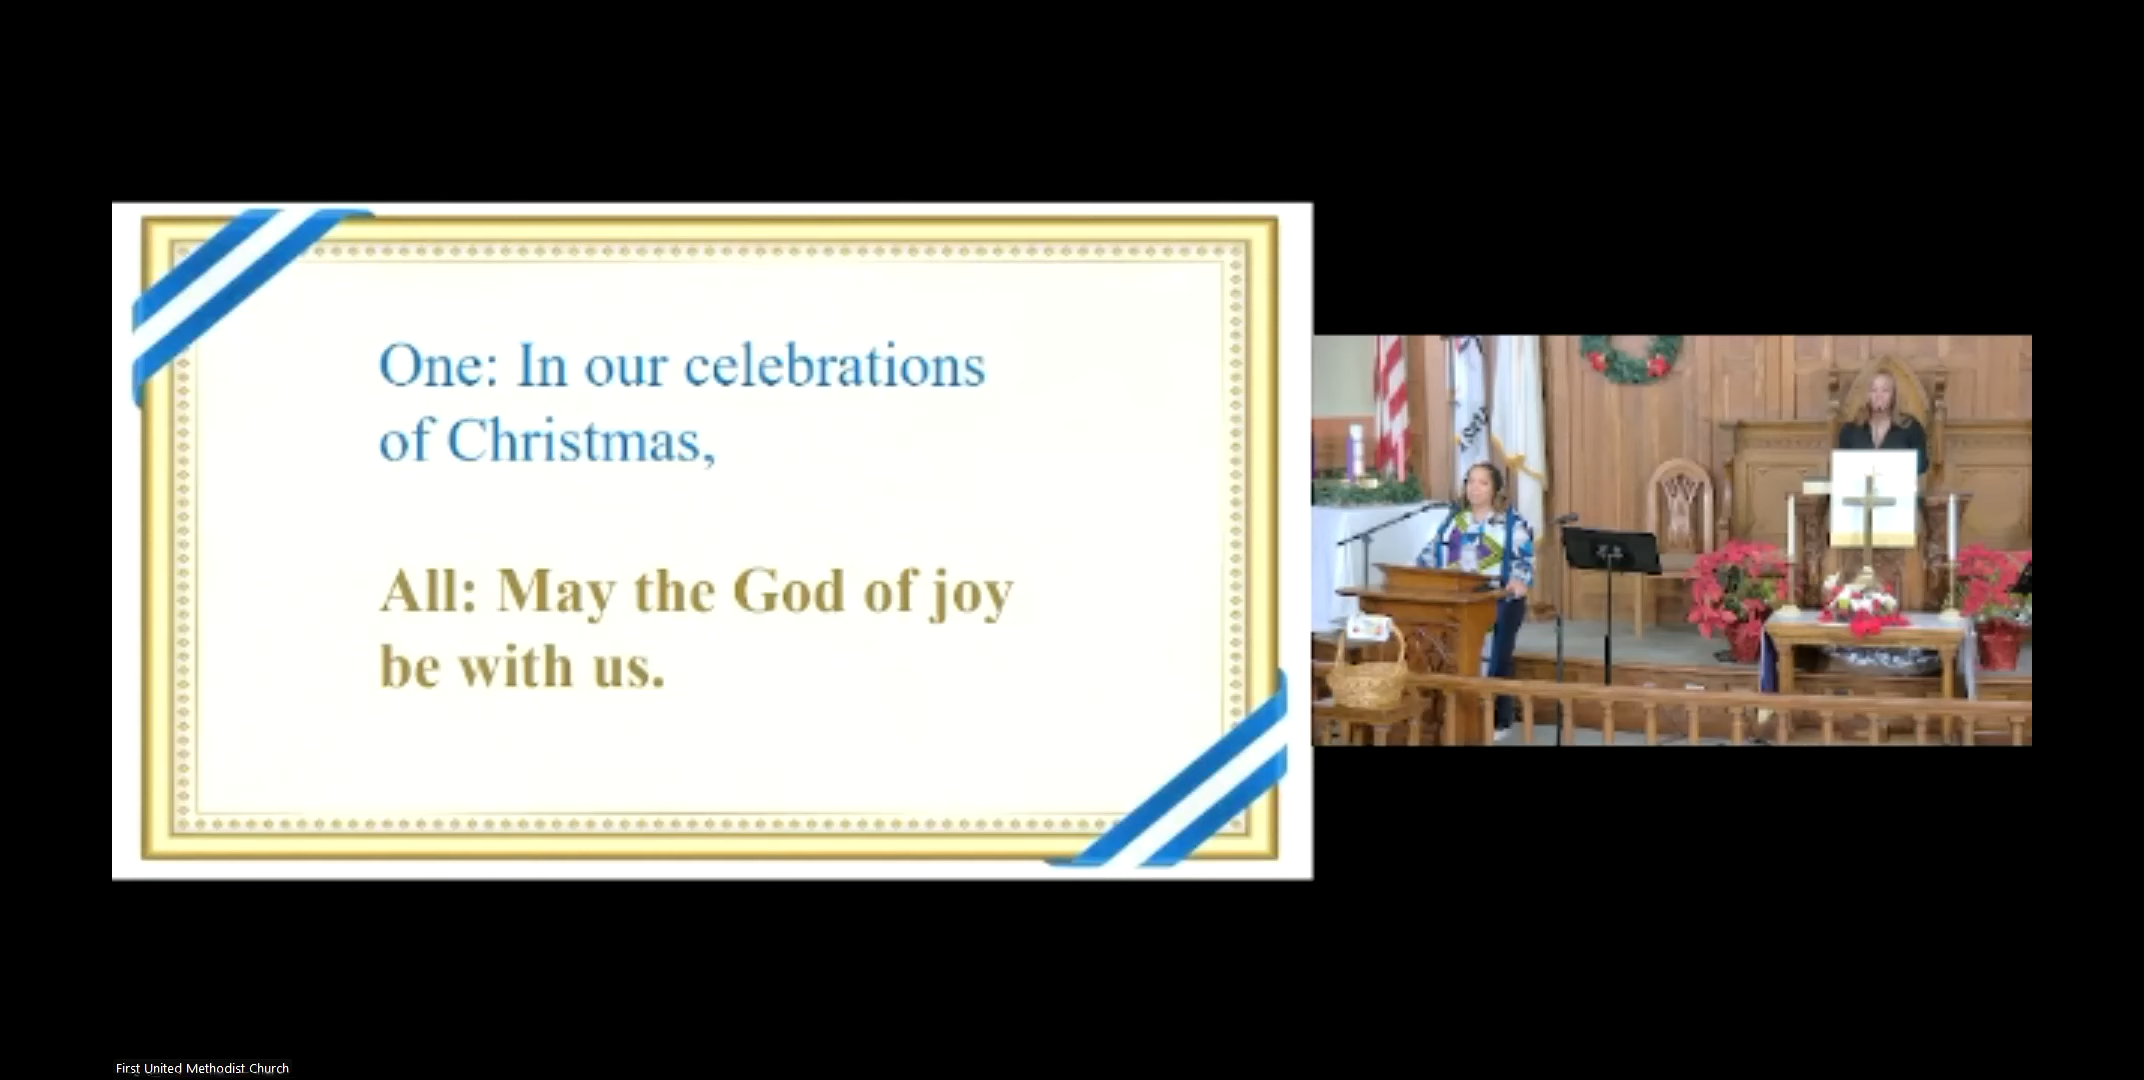 One: In our celebrations
of Christmas,
All: May the God of joy
be with us.
First United Methodist Church